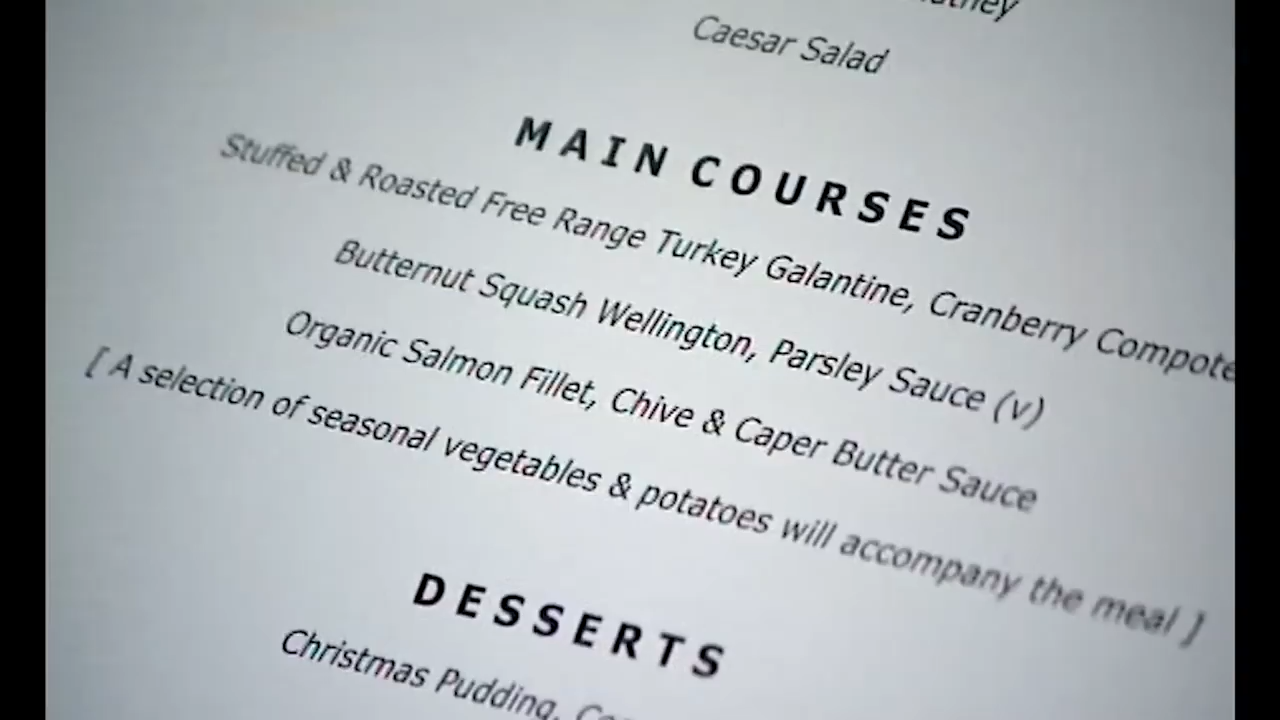 Caesar Salad
MAIN COURSES
Stuffed & Roasted Free Range Turkey Galantine, Cranberry Compote
Butternut Squash Wellington, Parsley Sauce (v)
Organic Salmon Fillet, Chive & Caper Butter Sauce
[ A selection of seasonal vegetables & potatoes will accompany the meal ]
DESSERTS
Christmas Pudding,